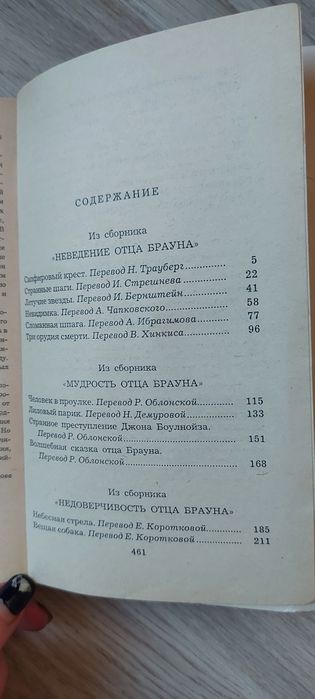 СОДЕРЖАНИЕ
Из сборника
«НЕВЕДЕНИЕ ОТЦА БРАУНА»
Сапфировый крест. Перевод Н. Трауберг 5
Странные шаги. Перевод И. Стрешнева 22
Летучие звезды. Перевод И. Бернштейн 41
Невидимка. Перевод А. Чапковского 58
Сломанная шпага. Перевод А. Ибрагимова 77
Три орудия смерти. Перевод В. Хинкиса 96
Из сборника
«МУДРОСТЬ ОТЦА БРАУНА»
Человек в проулке. Перевод Р. Облонской 115
Лиловый парик. Перевод Н. Демуровой 133
Странное преступление Джона Боулнойза.
Перевод Р. Облонской 151
Волшебная сказка отца Брауна.
Перевод Р. Облонской 168
Из сборника
«НЕДОВЕРЧИВОСТЬ ОТЦА БРАУНА»
Небесная стрела. Перевод Е. Коротковой 185
Вещая собака. Перевод Е. Коротковой 211
461